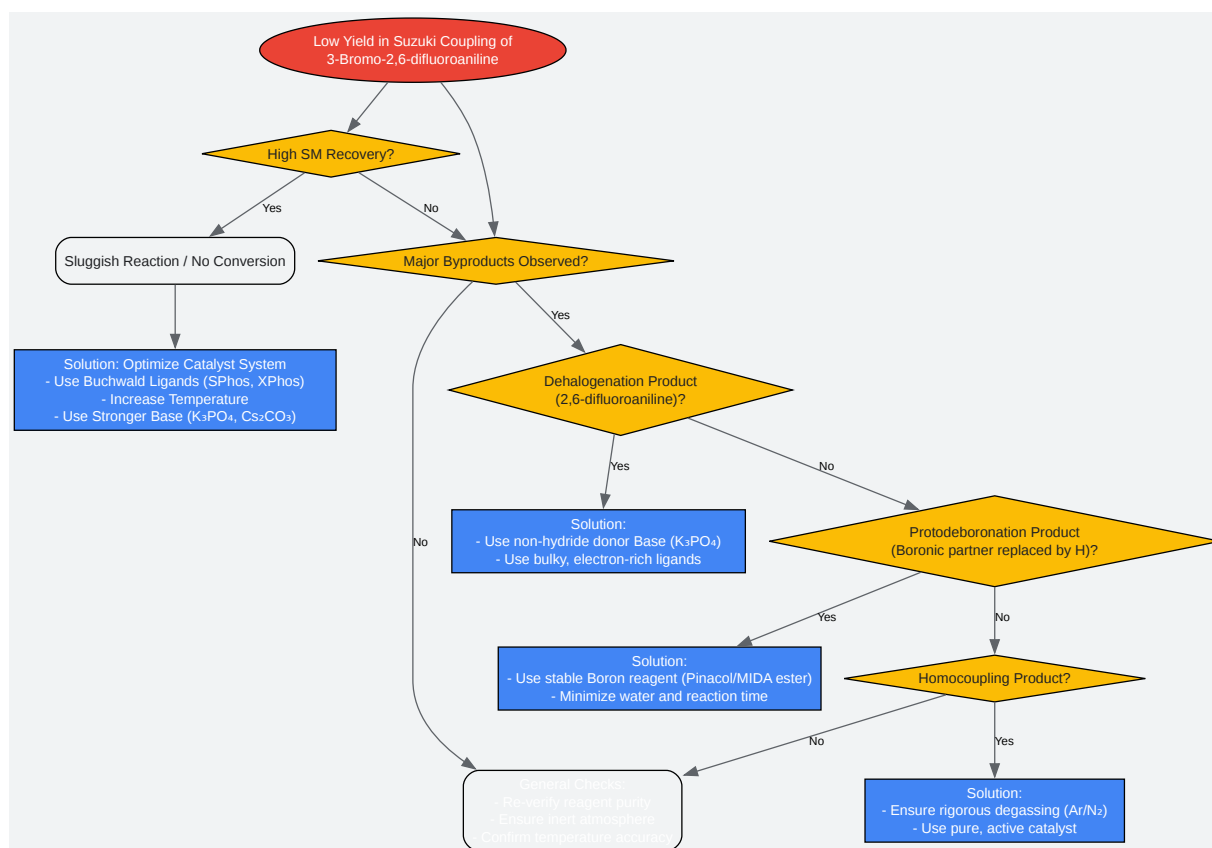 Low Yield in Suzuki Coupling of
3-Bromo-2,6-difluoroaniline
High SM Recovery?
Yes
No
Sluggish Reaction / No Conversion
Major Byproducts Observed?
Yes
Solution: Optimize Catalyst System
- Use Buchwald Ligands (SPhos, XPhos)
- Increase Temperature
- Use Stronger Base (K₃PO₄, Cs₂CO₃)
Dehalogenation Product
(2,6-difluoroaniline)?
Yes
No
No
Solution:
- Use non-hydride donor Base (K₃PO₄)
- Use bulky, electron-rich ligands
Protodeboronation Product
(Boronic partner replaced by H)?
Yes
No
Solution:
- Use stable Boron reagent (Pinacol/MIDA ester)
- Minimize water and reaction time
Homocoupling Product?
No
Yes
General Checks:
- Re-verify reagent purity
- Ensure inert atmosphere
- Confirm temperature accuracy
Solution:
- Ensure rigorous degassing (Ar/N₂)
- Use pure, active catalyst